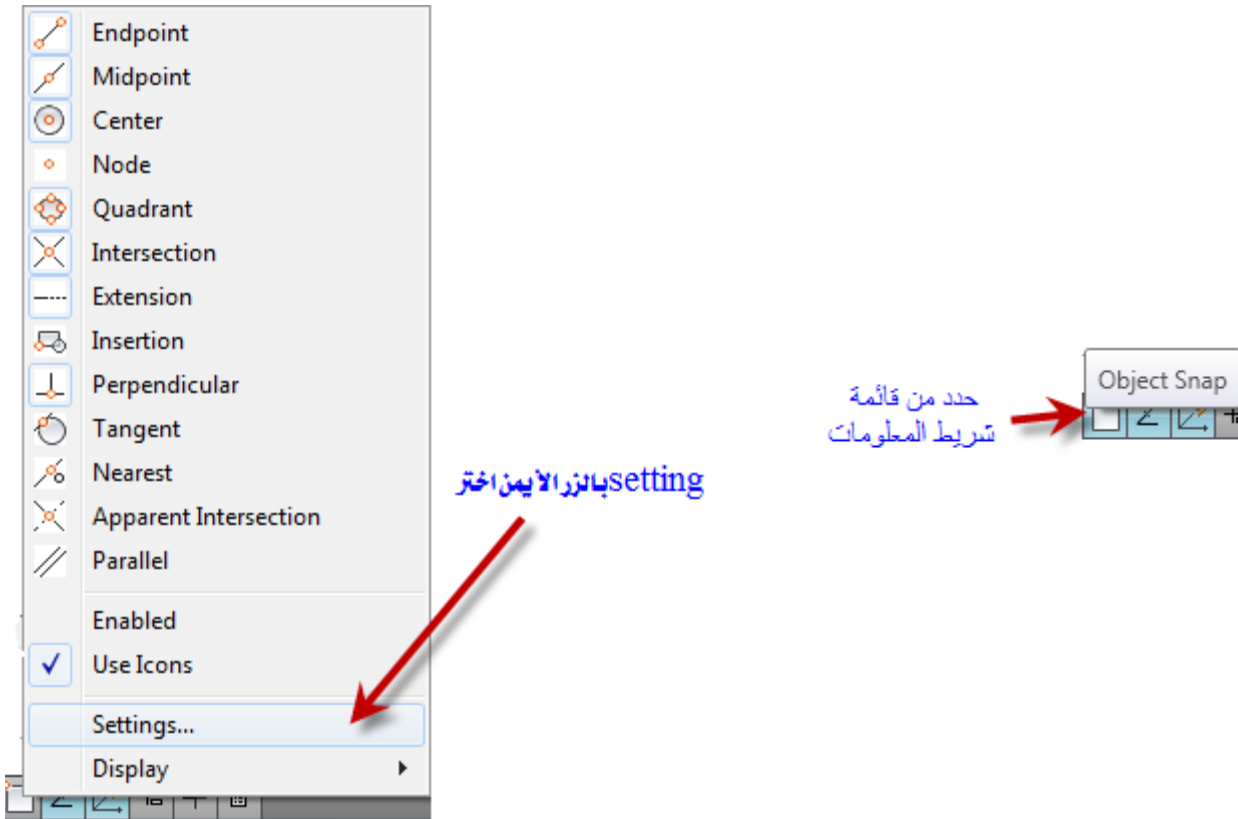 Endpoint
Midpoint
Center
Node
Quadrant
Intersection
Extension
Insertion
Perpendicular
Tangent
Nearest
Apparent Intersection
Parallel
Enabled
Use Icons
Settings...
Display
settingبالزر الأيمن اختر
Object Snap
حدد من قائمة
شريط المعلومات